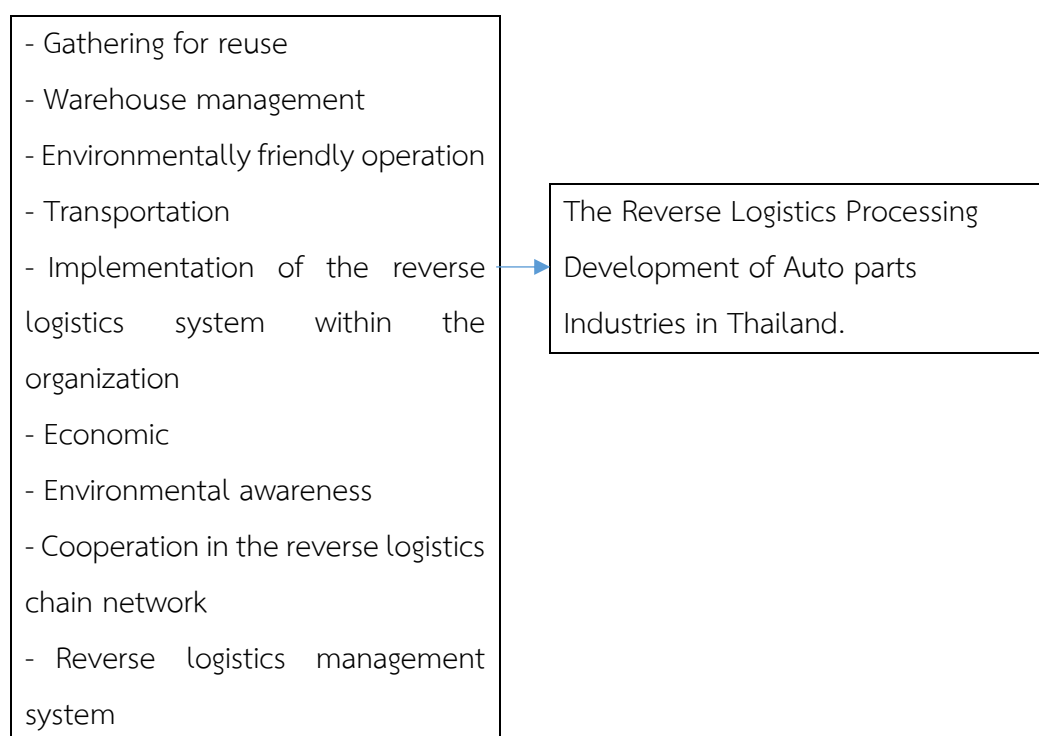 - Gathering for reuse
- Warehouse management
- Environmentally friendly operation
- Transportation
- Implementation of the reverse
logistics system within the
organization
- Economic
- Environmental awareness
- Cooperation in the reverse logistics
chain network
- Reverse logistics management
system
The Reverse Logistics Processing
Development of Auto parts
Industries in Thailand.